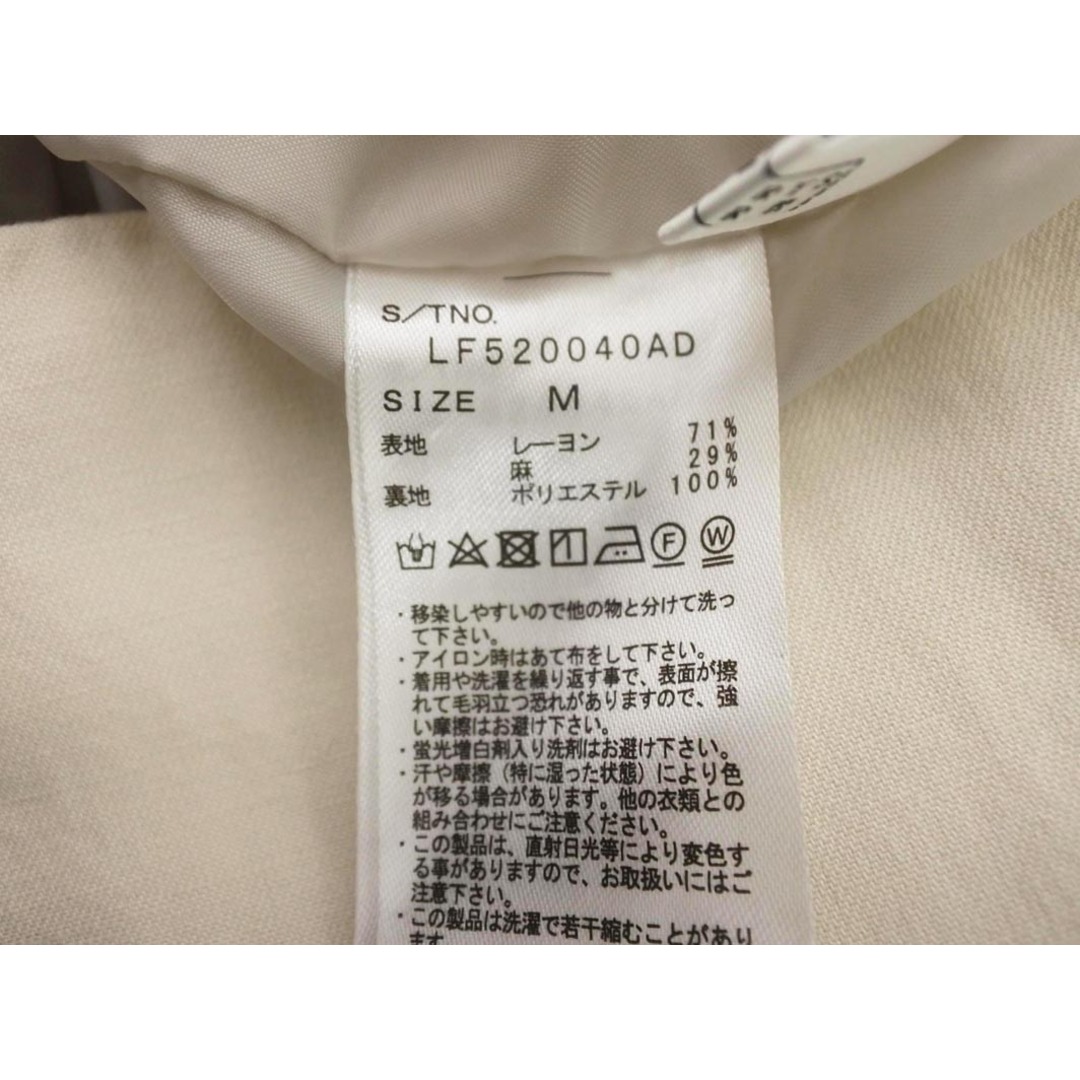 S/TNO.
LF520040AD
SIZE M
表地 レーヨン 71%
麻 29%
裏地 ポリエステル 100%
F W
・移染しやすいので他の物と分けて洗っ
て下さい。
・アイロン時はあて布をして下さい。
・着用や洗濯を繰り返す事で、表面が擦
れて毛羽立つ恐れがありますので、強
い摩擦はお避け下さい。
・蛍光増白剤入り洗剤はお避け下さい。
・汗や摩擦（特に湿った状態）により色
が移る場合があります。他の衣類との
組み合わせにご注意ください。
・この製品は、直射日光等により変色す
る事がありますので、お取扱いにはご
注意下さい。
・この製品は洗濯で若干縮むことがあり
ます